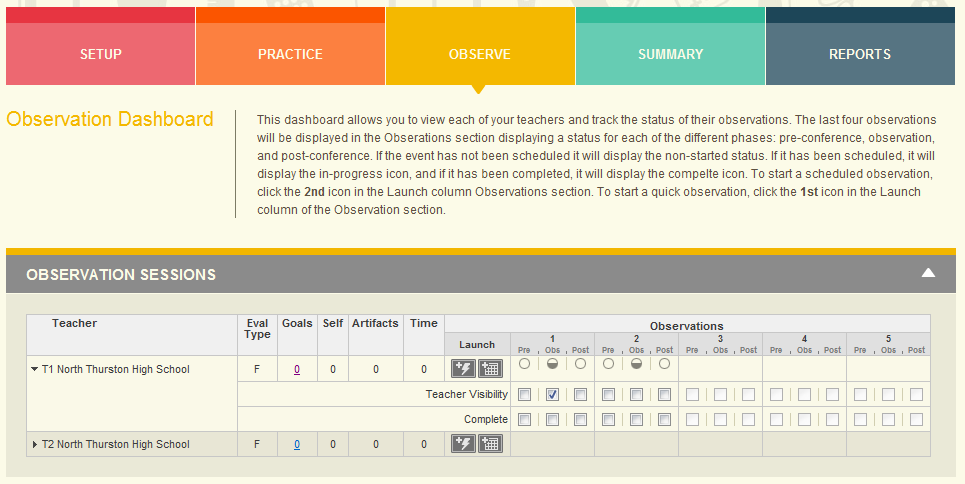 SETUP PRACTICE OBSERVE SUMMARY REPORTS
Observation Dashboard
This dashboard allows you to view each of your teachers and track the status of their observations. The last four observations
will be displayed in the Obserations section displaying a status for each of the different phases: pre-conference, observation,
and post-conference. If the event has not been scheduled it will display the non-started status. If it has been scheduled, it will
display the in-progress icon, and if it has been completed, it will display the compelte icon. To start a scheduled observation,
click the 2nd icon in the Launch column Observations section. To start a quick observation, click the 1st icon in the Launch
column of the Observation section.
OBSERVATION SESSIONS
Teacher Eval Type Goals Self Artifacts Time Observations
Launch 1 2 3 4 5
Pre , Obs , Post Pre , Obs , Post Pre , Obs , Post Pre , Obs , Post Pre , Obs , Post
T1 North Thurston High School F 0 0 0 0
Teacher Visibility
Complete
T2 North Thurston High School F 0 0 0 0